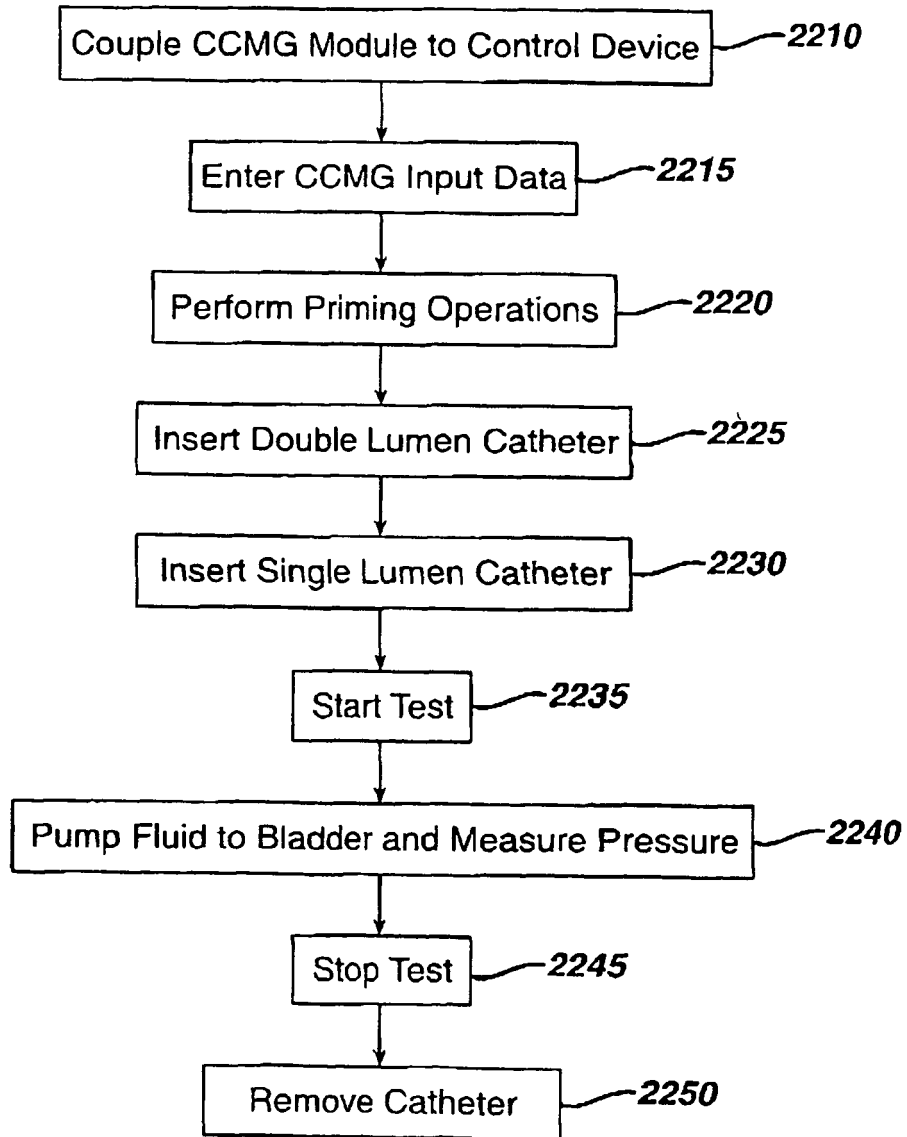 Couple CCMG Module to Control Device 2210
Enter CCMG Input Data 2215
Perform Priming Operations 2220
Insert Double Lumen Catheter 2225
Insert Single Lumen Catheter 2230
Start Test 2235
Pump Fluid to Bladder and Measure Pressure 2240
Stop Test 2245
Remove Catheter 2250